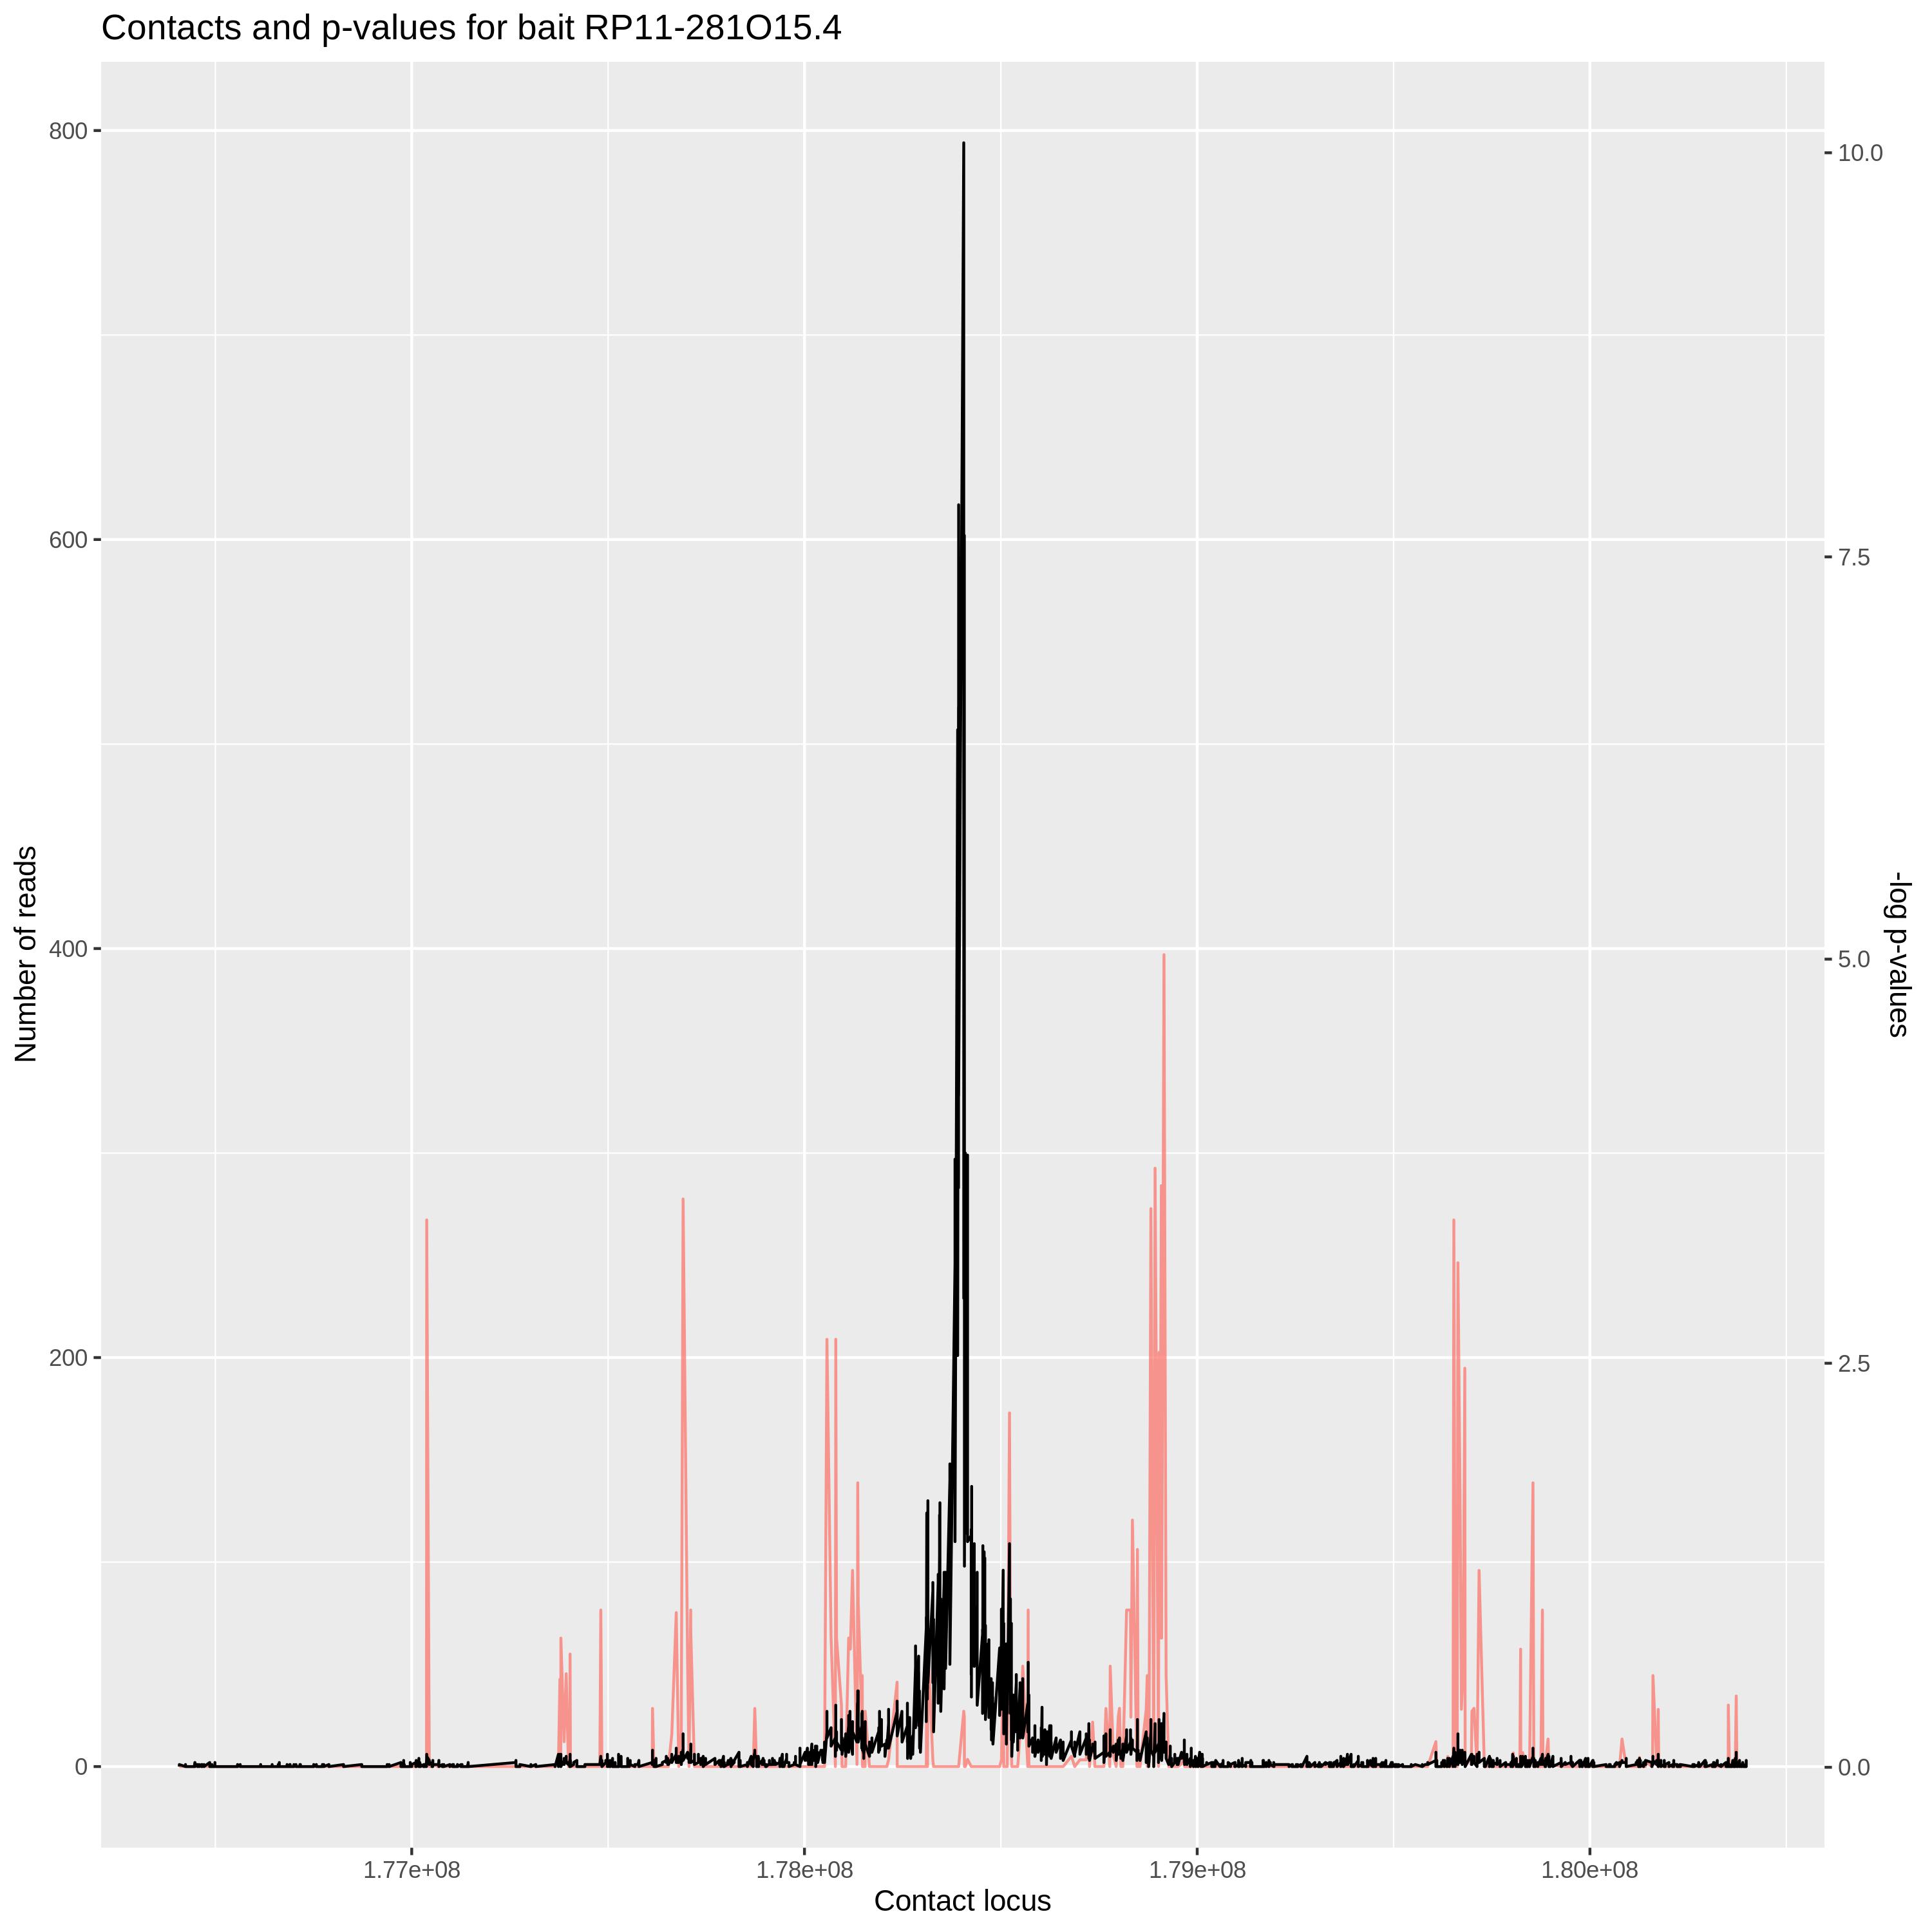 Contacts and p-values for bait RP11-281O15.4
800
600
400
200
0
Number of reads
10.0
7.5
5.0
2.5
0.0
-log p-values
1.77e+08
1.78e+08
1.79e+08
1.80e+08
Contact locus